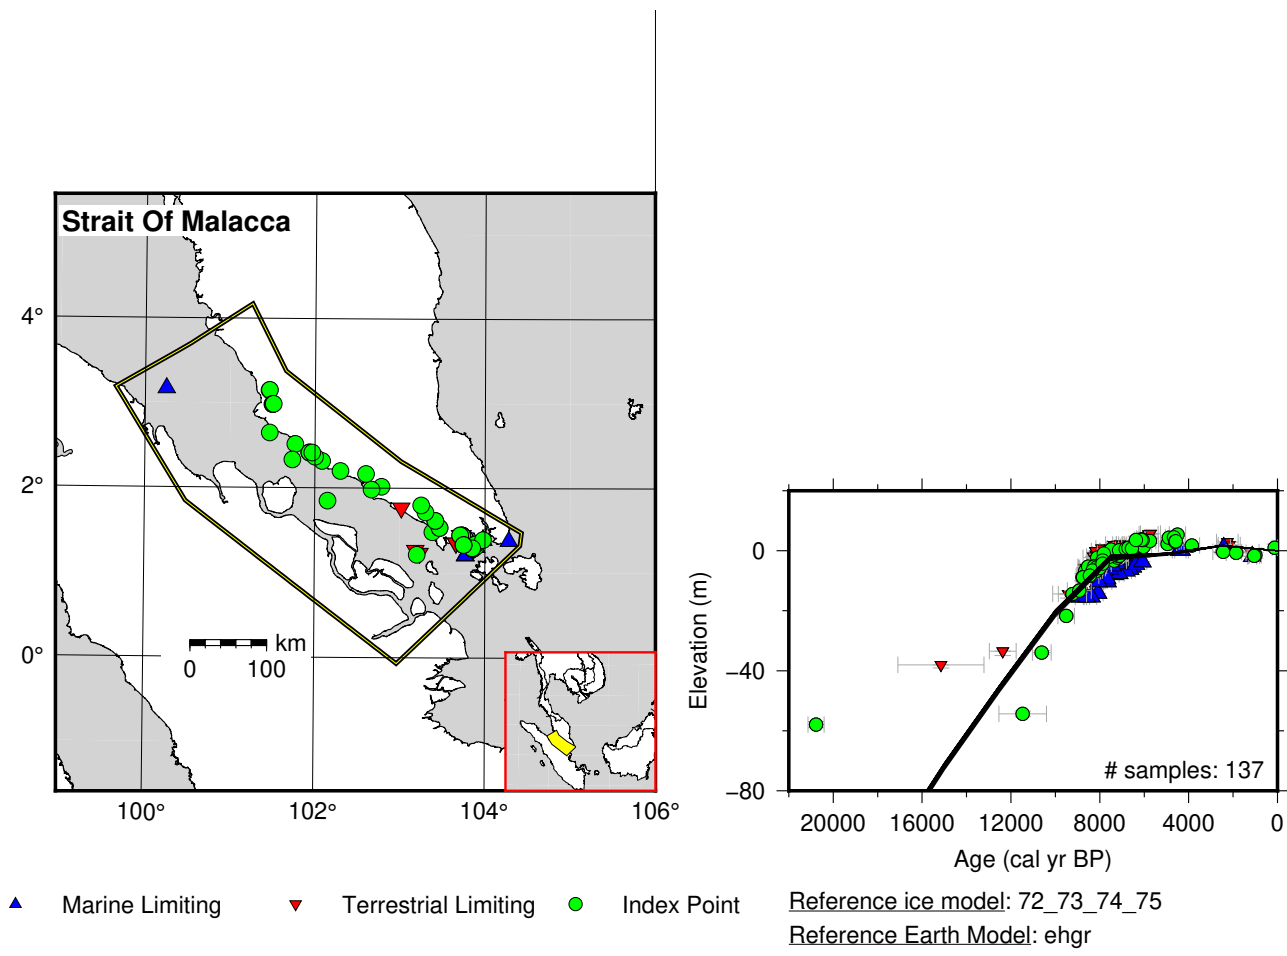 Strait Of Malacca
4°
2°
0°
km
0 100
100° 102° 104° 106°
Elevation (m)
0
−40
−80
# samples: 137
20000 16000 12000 8000 4000 0
Age (cal yr BP)
Marine Limiting Terrestrial Limiting Index Point
Reference ice model: 72_73_74_75
Reference Earth Model: ehgr